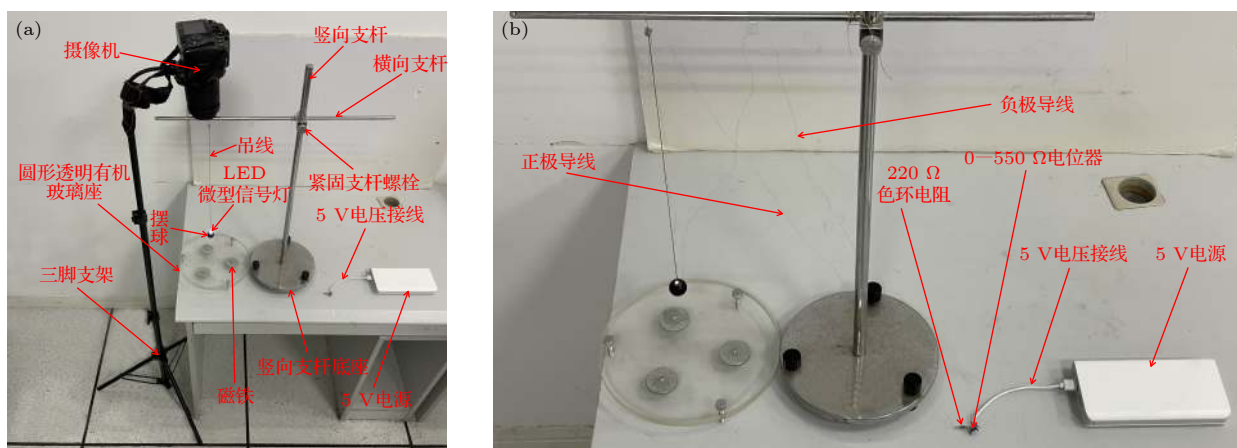 (a)
摄像机
竖向支杆
横向支杆
吊线
LED
微型信号灯
圆形透明有机
玻璃座
紧固支杆螺栓
5 V电压接线
摆
球
三脚支架
竖向支杆底座
磁铁
5 V电源
(b)
负极导线
正极导线
0—550 Ω电位器
220 Ω
色环电阻
5 V电压接线
5 V电源